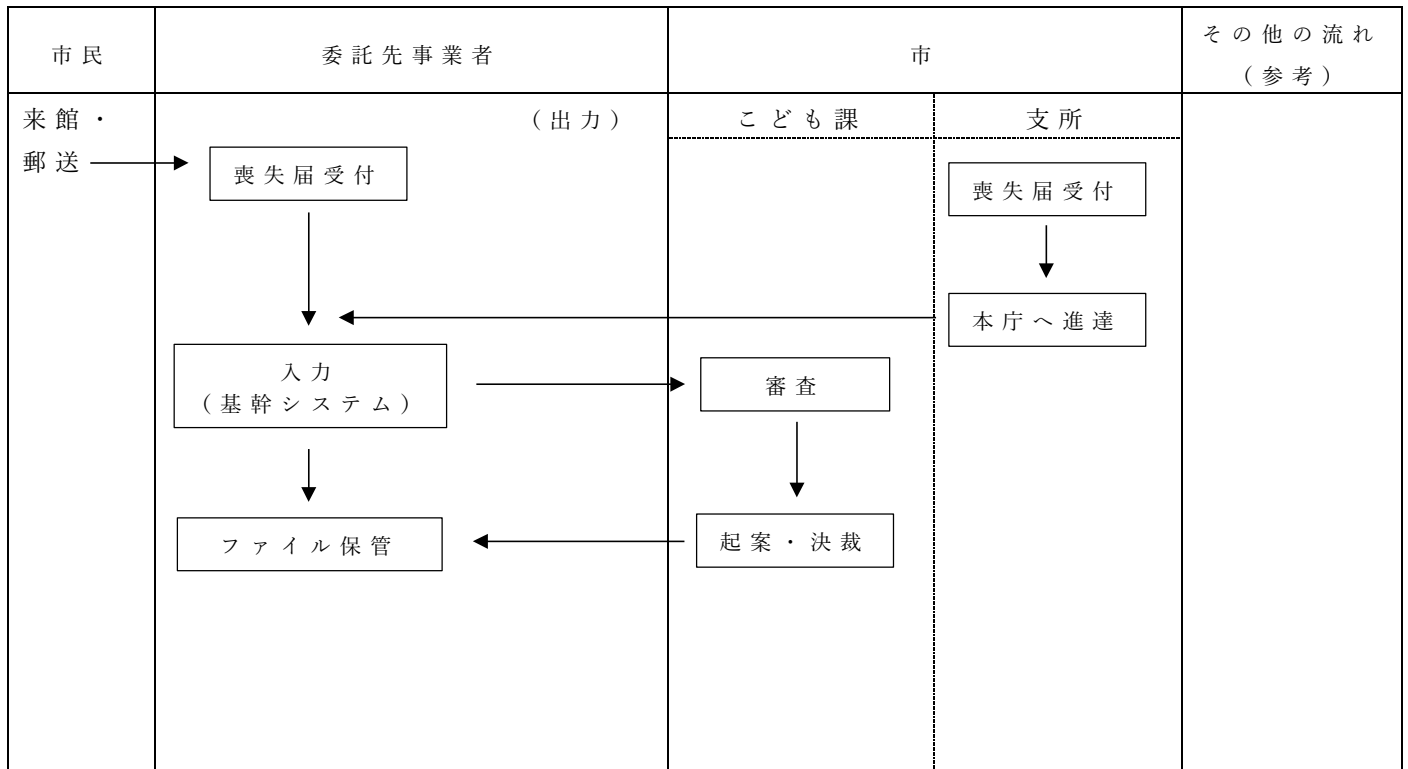 市民
委託先事業者
市
その他の流れ
(参考)
来館・
郵送
(出力)
こども課
支所
喪失届受付
喪失届受付
本庁へ進達
入力
(基幹システム)
審査
ファイル保管
起案・決裁